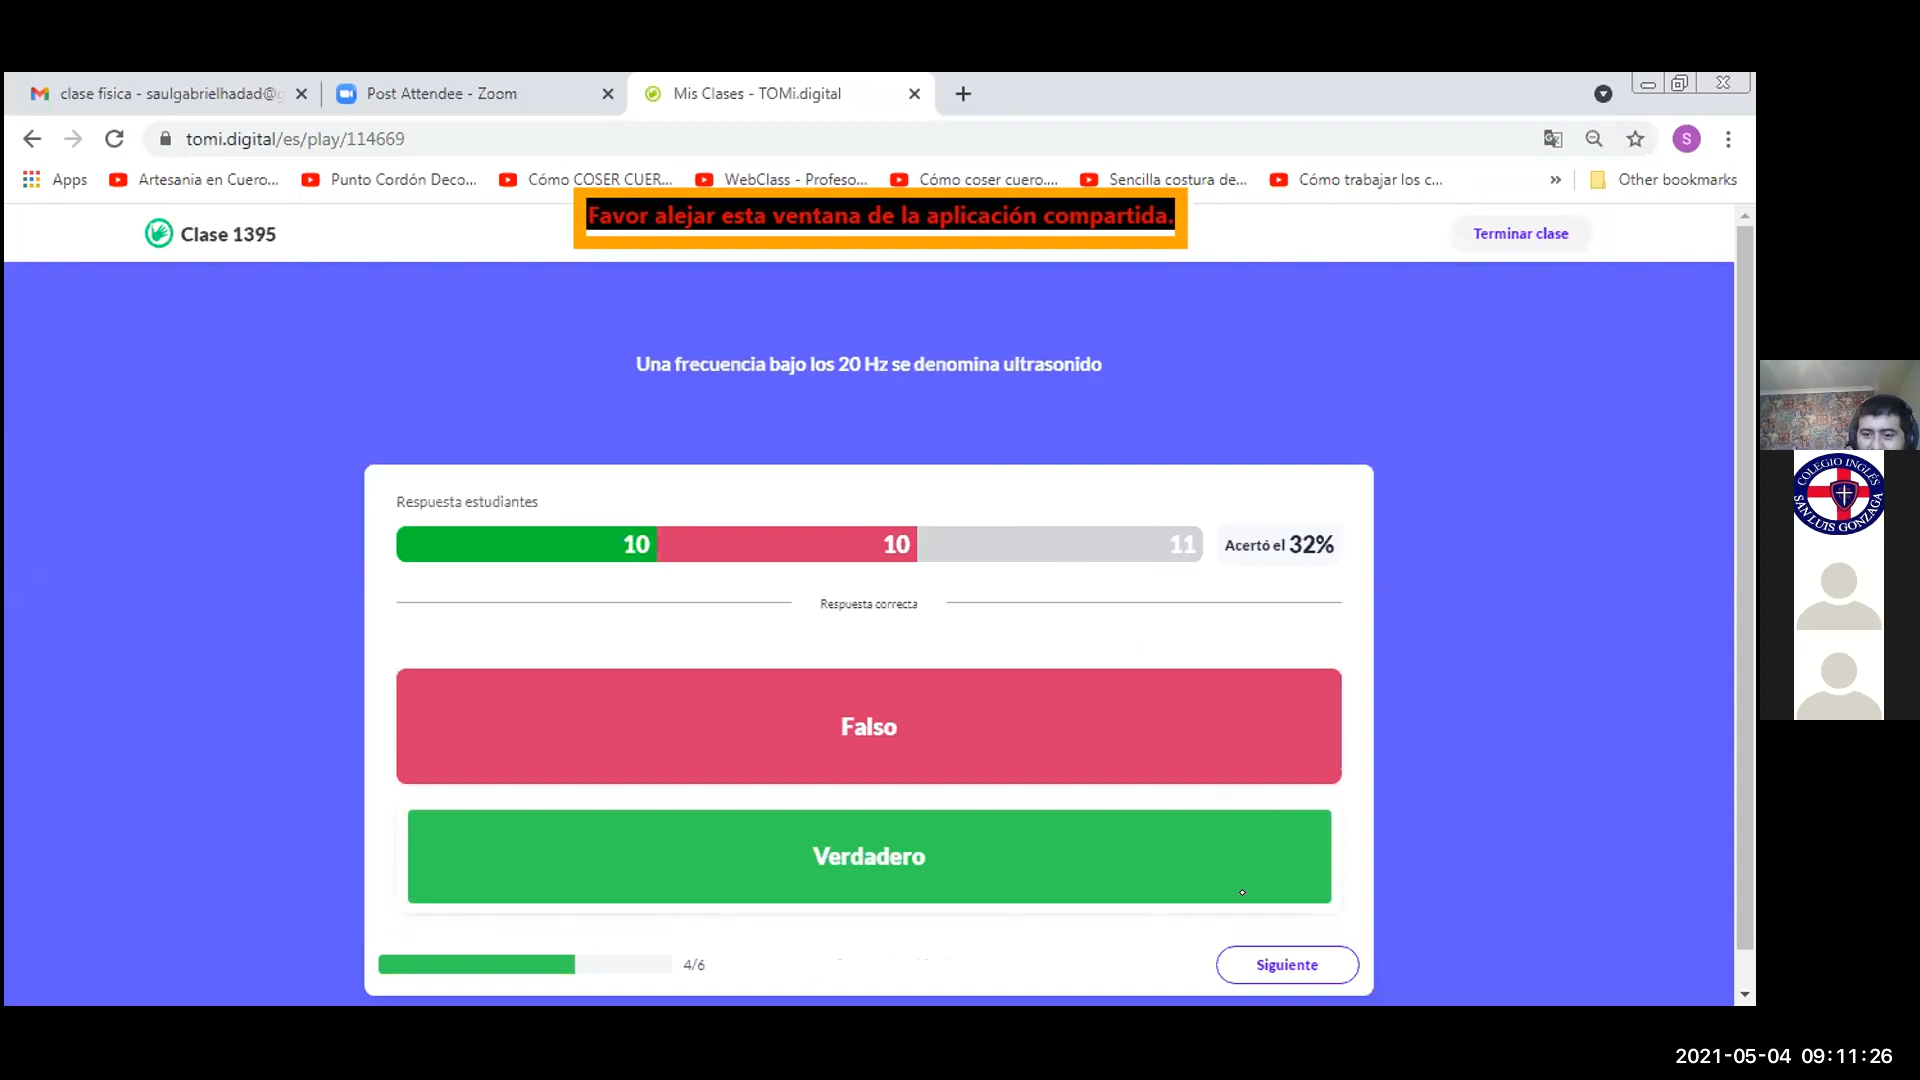 clase física - saulgabrielhadad@g
Post Attendee - Zoom
Mis Clases - TOMi.digital
tomi.digital/es/play/114669
S
Apps
Artesania en Cuero...
Punto Cordón Deco...
Cómo COSER CUER...
WebClass - Profeso...
Cómo coser cuero....
Sencilla costura de...
Cómo trabajar los c...
Other bookmarks
Favor alejar esta ventana de la aplicación compartida.
Clase 1395
Terminar clase
Una frecuencia bajo los 20 Hz se denomina ultrasonido
Respuesta estudiantes
10
10
11
Acertó el 32%
Respuesta correcta
Falso
Verdadero
4/6
Siguiente
COLEGIO INGLÉS
SAN LUIS GONZAGA
2021-05-04 09:11:26